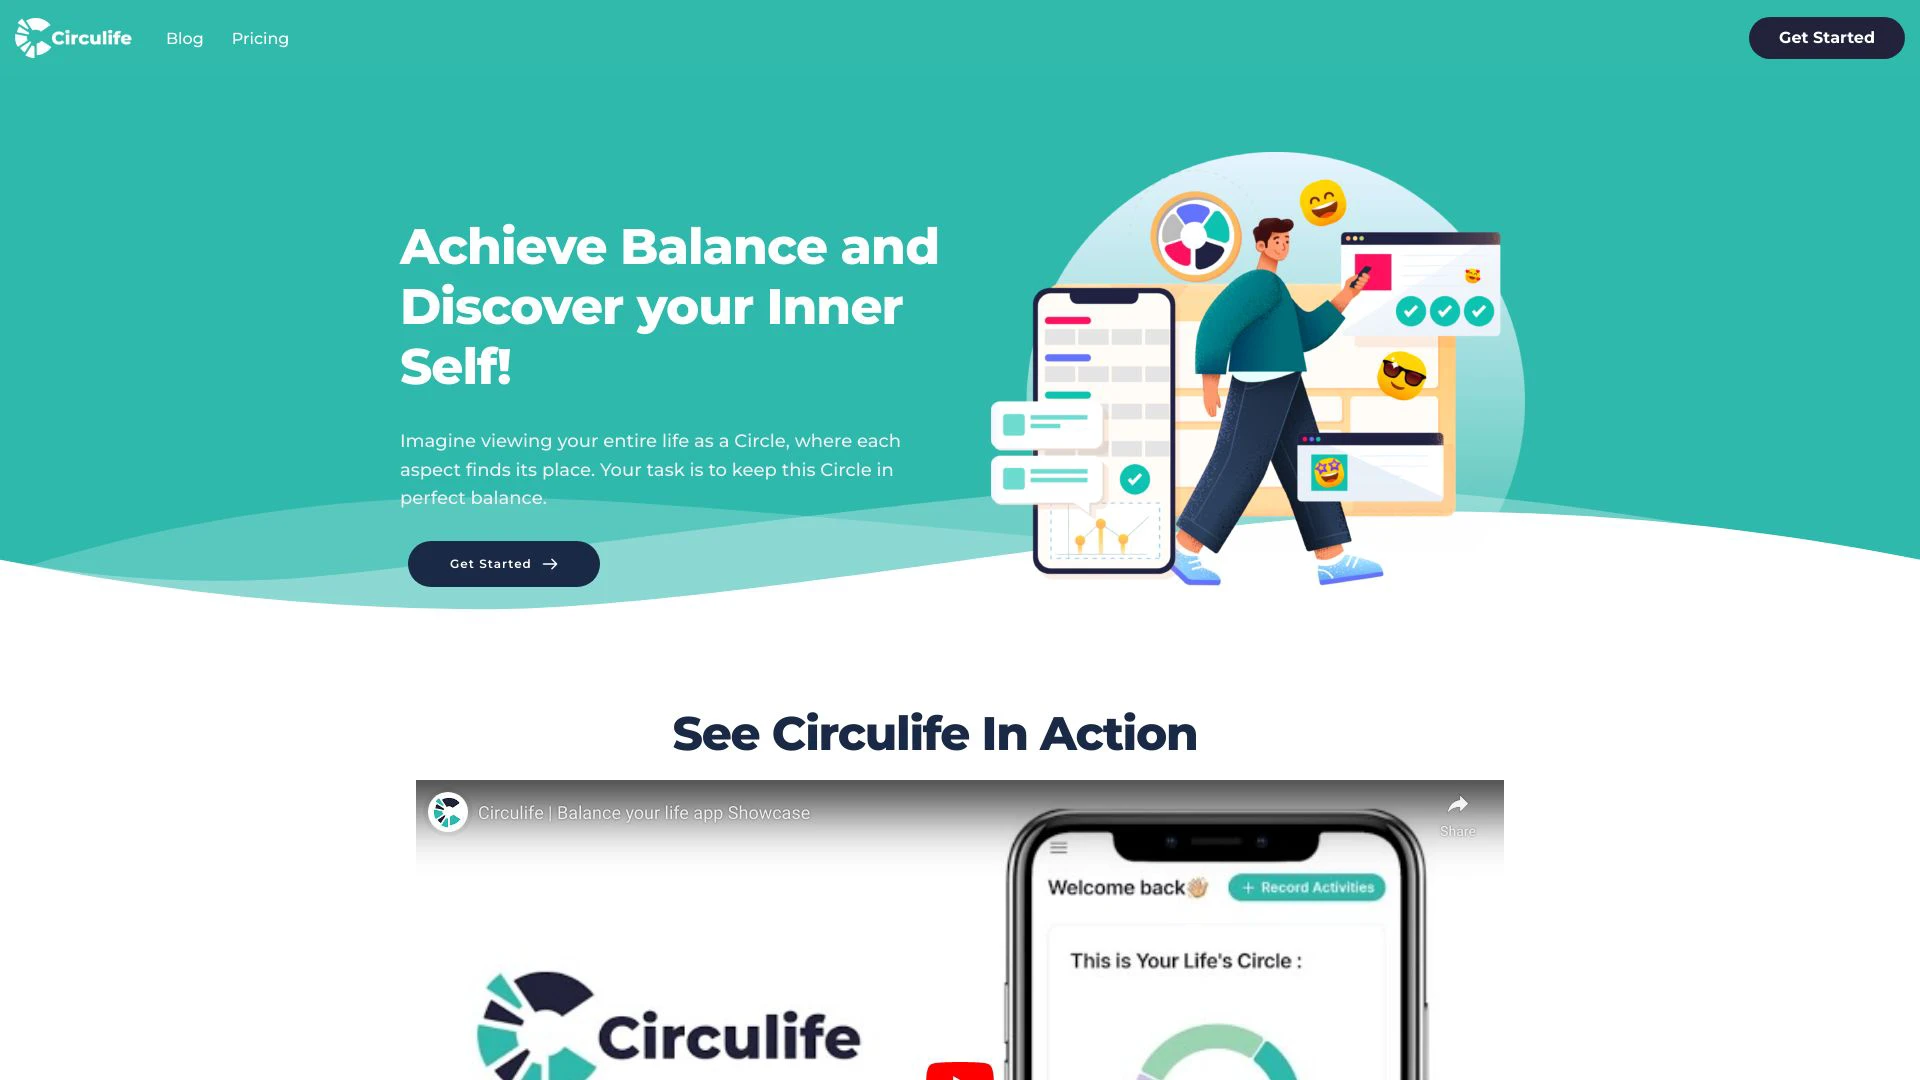 Circulife
Blog
Pricing
Get Started
Achieve Balance and
Discover your Inner
Self!
Imagine viewing your entire life as a Circle, where each
aspect finds its place. Your task is to keep this Circle in
perfect balance.
Get Started →
See Circulife In Action
Circulife | Balance your life app Showcase
Share
Welcome back👋🏼
+ Record Activities
This is Your Life's Circle :
Circulife